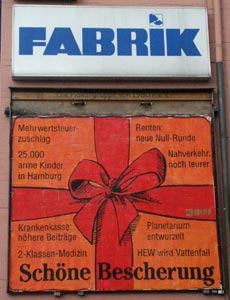 FABRIK
Mehrwertsteuer-
zuschlag
Renten:
neue Null-Runde
25.000
arme Kinder
in Hamburg
Nahverkehr:
noch teurer
Krankenkasse:
höhere Beiträge
Planetarium
entwurzelt
2-Klassen-Medizin
HEW wird Vattenfall
Schöne Bescherung